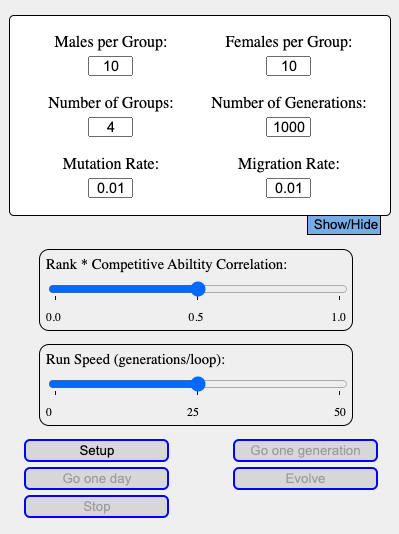 Males per Group: Females per Group:
10 10
Number of Groups: Number of Generations:
4 1000
Mutation Rate: Migration Rate:
0.01 0.01
Show/Hide
Rank * Competitive Abiltity Correlation:
0.0 0.5 1.0
Run Speed (generations/loop):
0 25 50
Setup Go one generation
Go one day Evolve
Stop